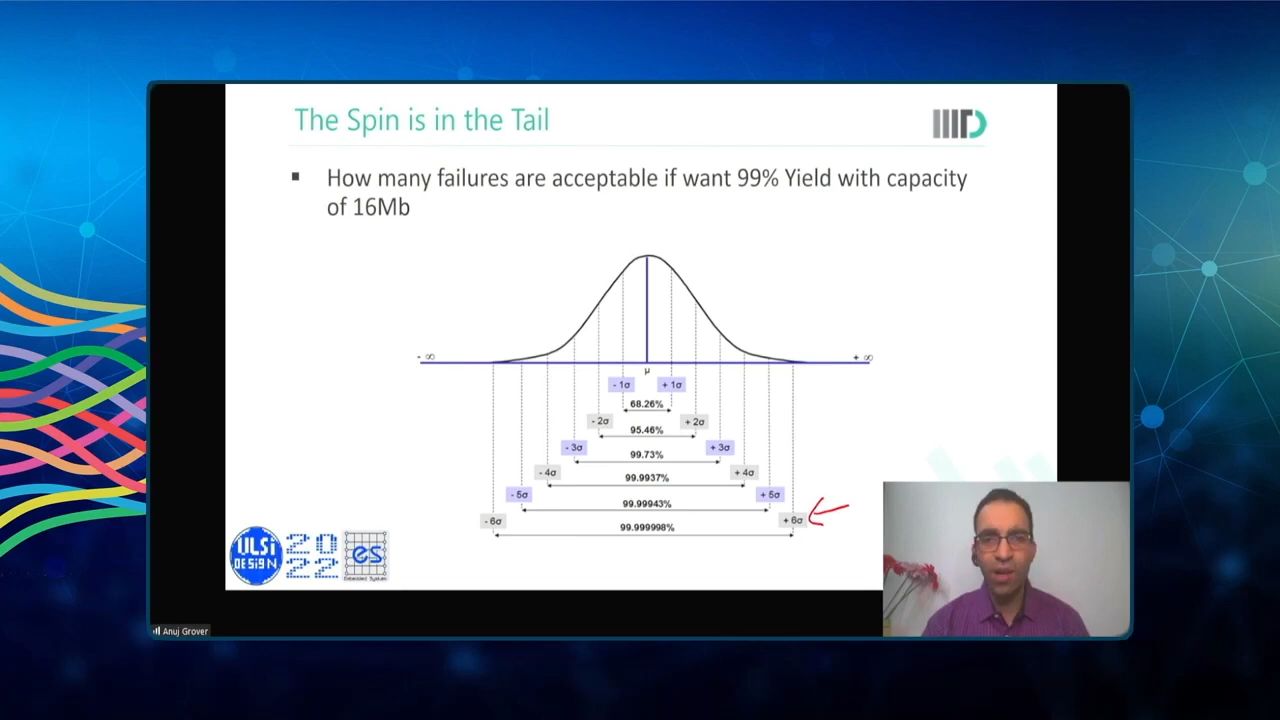 The Spin is in the Tail
IIITD
▪ How many failures are acceptable if want 99% Yield with capacity
of 16Mb
- ∞
+ ∞
μ
- 1σ
+ 1σ
68.26%
- 2σ
+ 2σ
95.46%
- 3σ
+ 3σ
99.73%
- 4σ
+ 4σ
99.9937%
- 5σ
+ 5σ
99.99943%
- 6σ
+ 6σ
99.999998%
VLSi
DESiGN
20
22
es
Embedded System
Anuj Grover